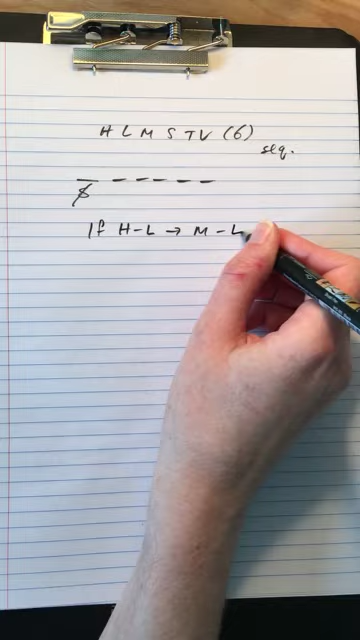 H L M S T V (6)
seq.
_ _ _ _ _ _
S
If H-L → M-L